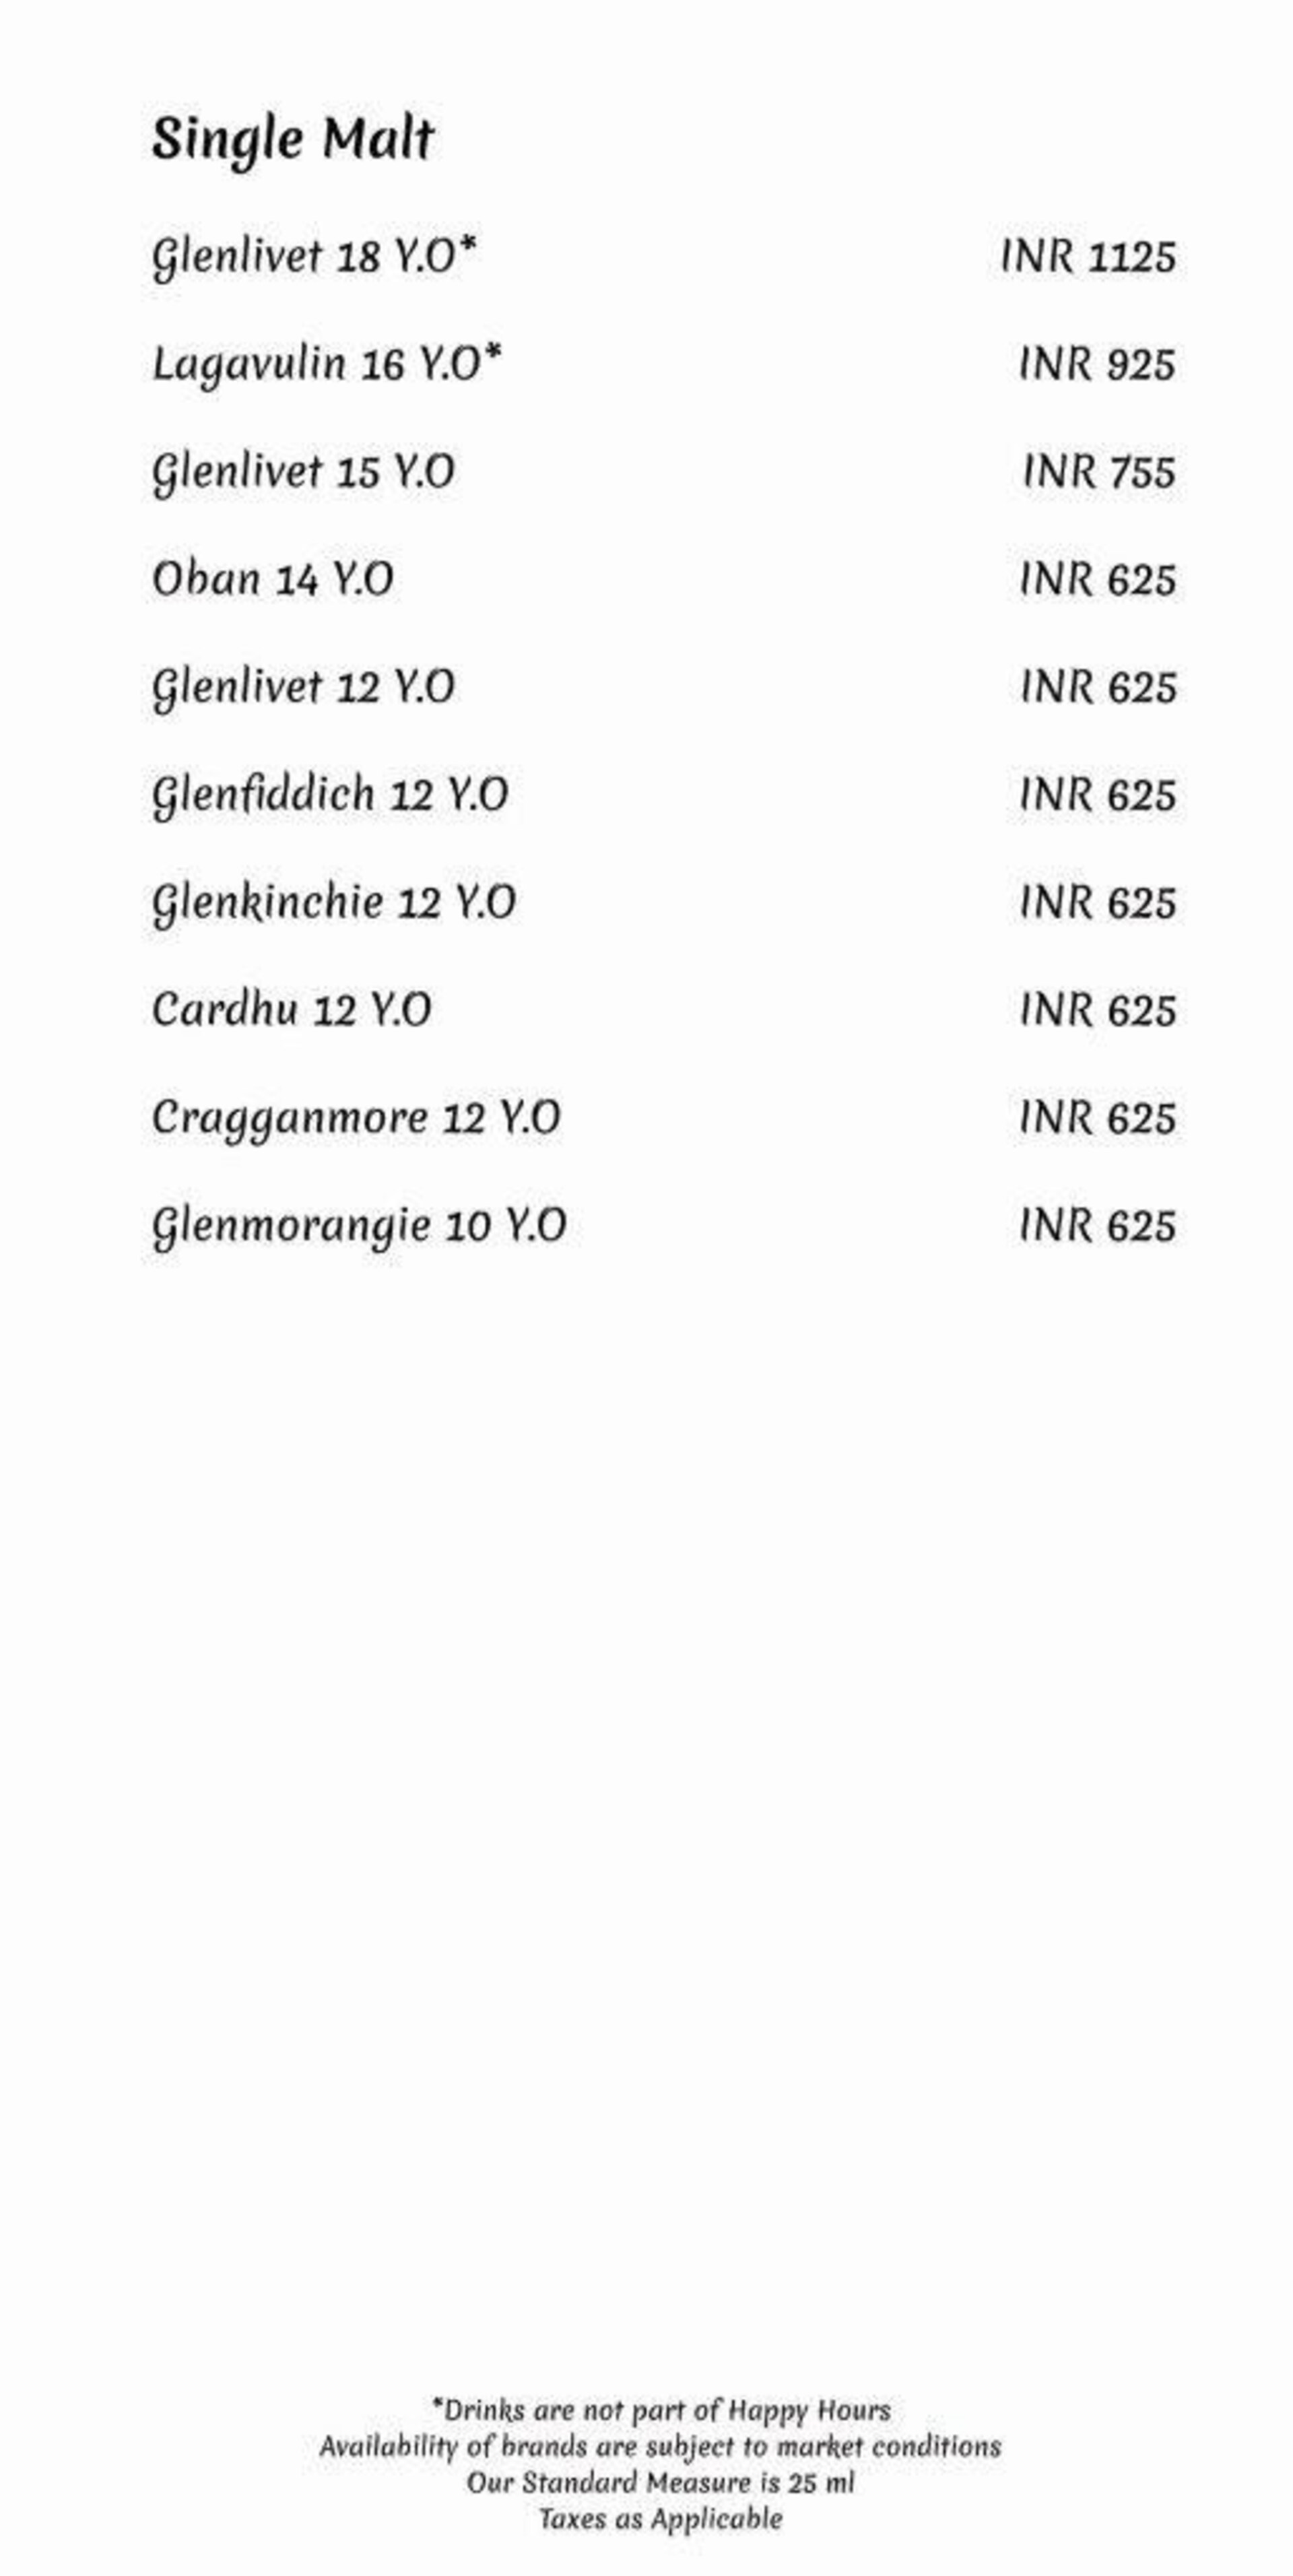 Single Malt
Glenlivet 18 Y.O* INR 1125
Lagavulin 16 Y.O* INR 925
Glenlivet 15 Y.O INR 755
Oban 14 Y.O INR 625
Glenlivet 12 Y.O INR 625
Glenfiddich 12 Y.O INR 625
Glenkinchie 12 Y.O INR 625
Cardhu 12 Y.O INR 625
Cragganmore 12 Y.O INR 625
Glenmorangie 10 Y.O INR 625
*Drinks are not part of Happy Hours
Availability of brands are subject to market conditions
Our Standard Measure is 25 ml
Taxes as Applicable